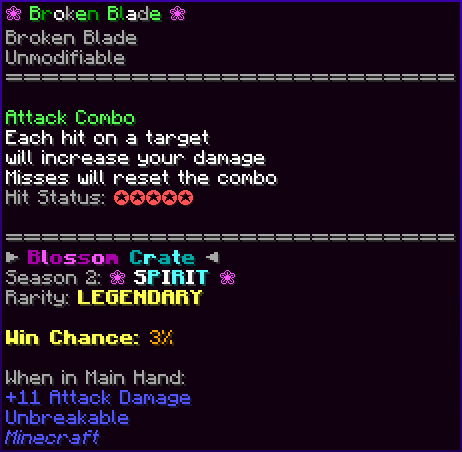 ❀ Broken Blade ❀
Broken Blade
Unmodifiable
============================
Attack Combo
Each hit on a target
will increase your damage
Misses will reset the combo
Hit Status: ✪✪✪✪✪
============================
► Blossom Crate ◄
Season 2: ❀ SPIRIT ❀
Rarity: LEGENDARY
Win Chance: 3%
When in Main Hand:
+11 Attack Damage
Unbreakable
Minecraft